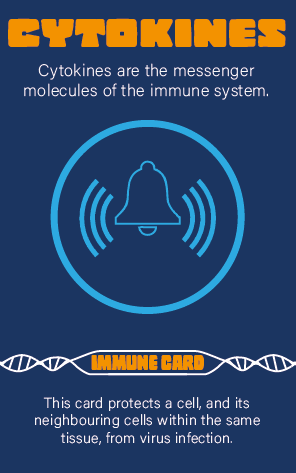 CYTOKINES
Cytokines are the messenger
molecules of the immune system.
IMMUNE CARD
This card protects a cell, and its
neighbouring cells within the same
tissue, from virus infection.